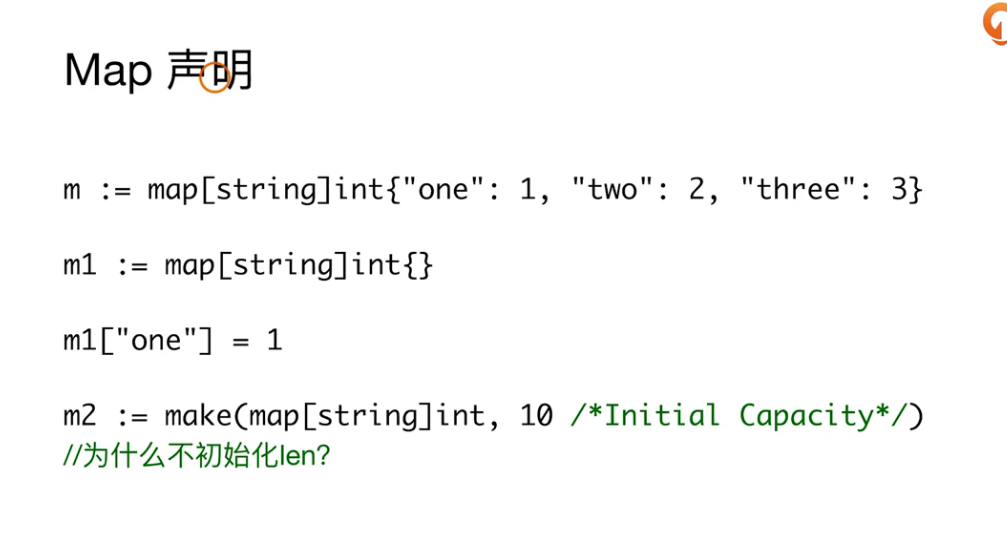 Map 声明
m := map[string]int{"one": 1, "two": 2, "three": 3}
m1 := map[string]int{}
m1["one"] = 1
m2 := make(map[string]int, 10 /*Initial Capacity*/)
//为什么不初始化len?